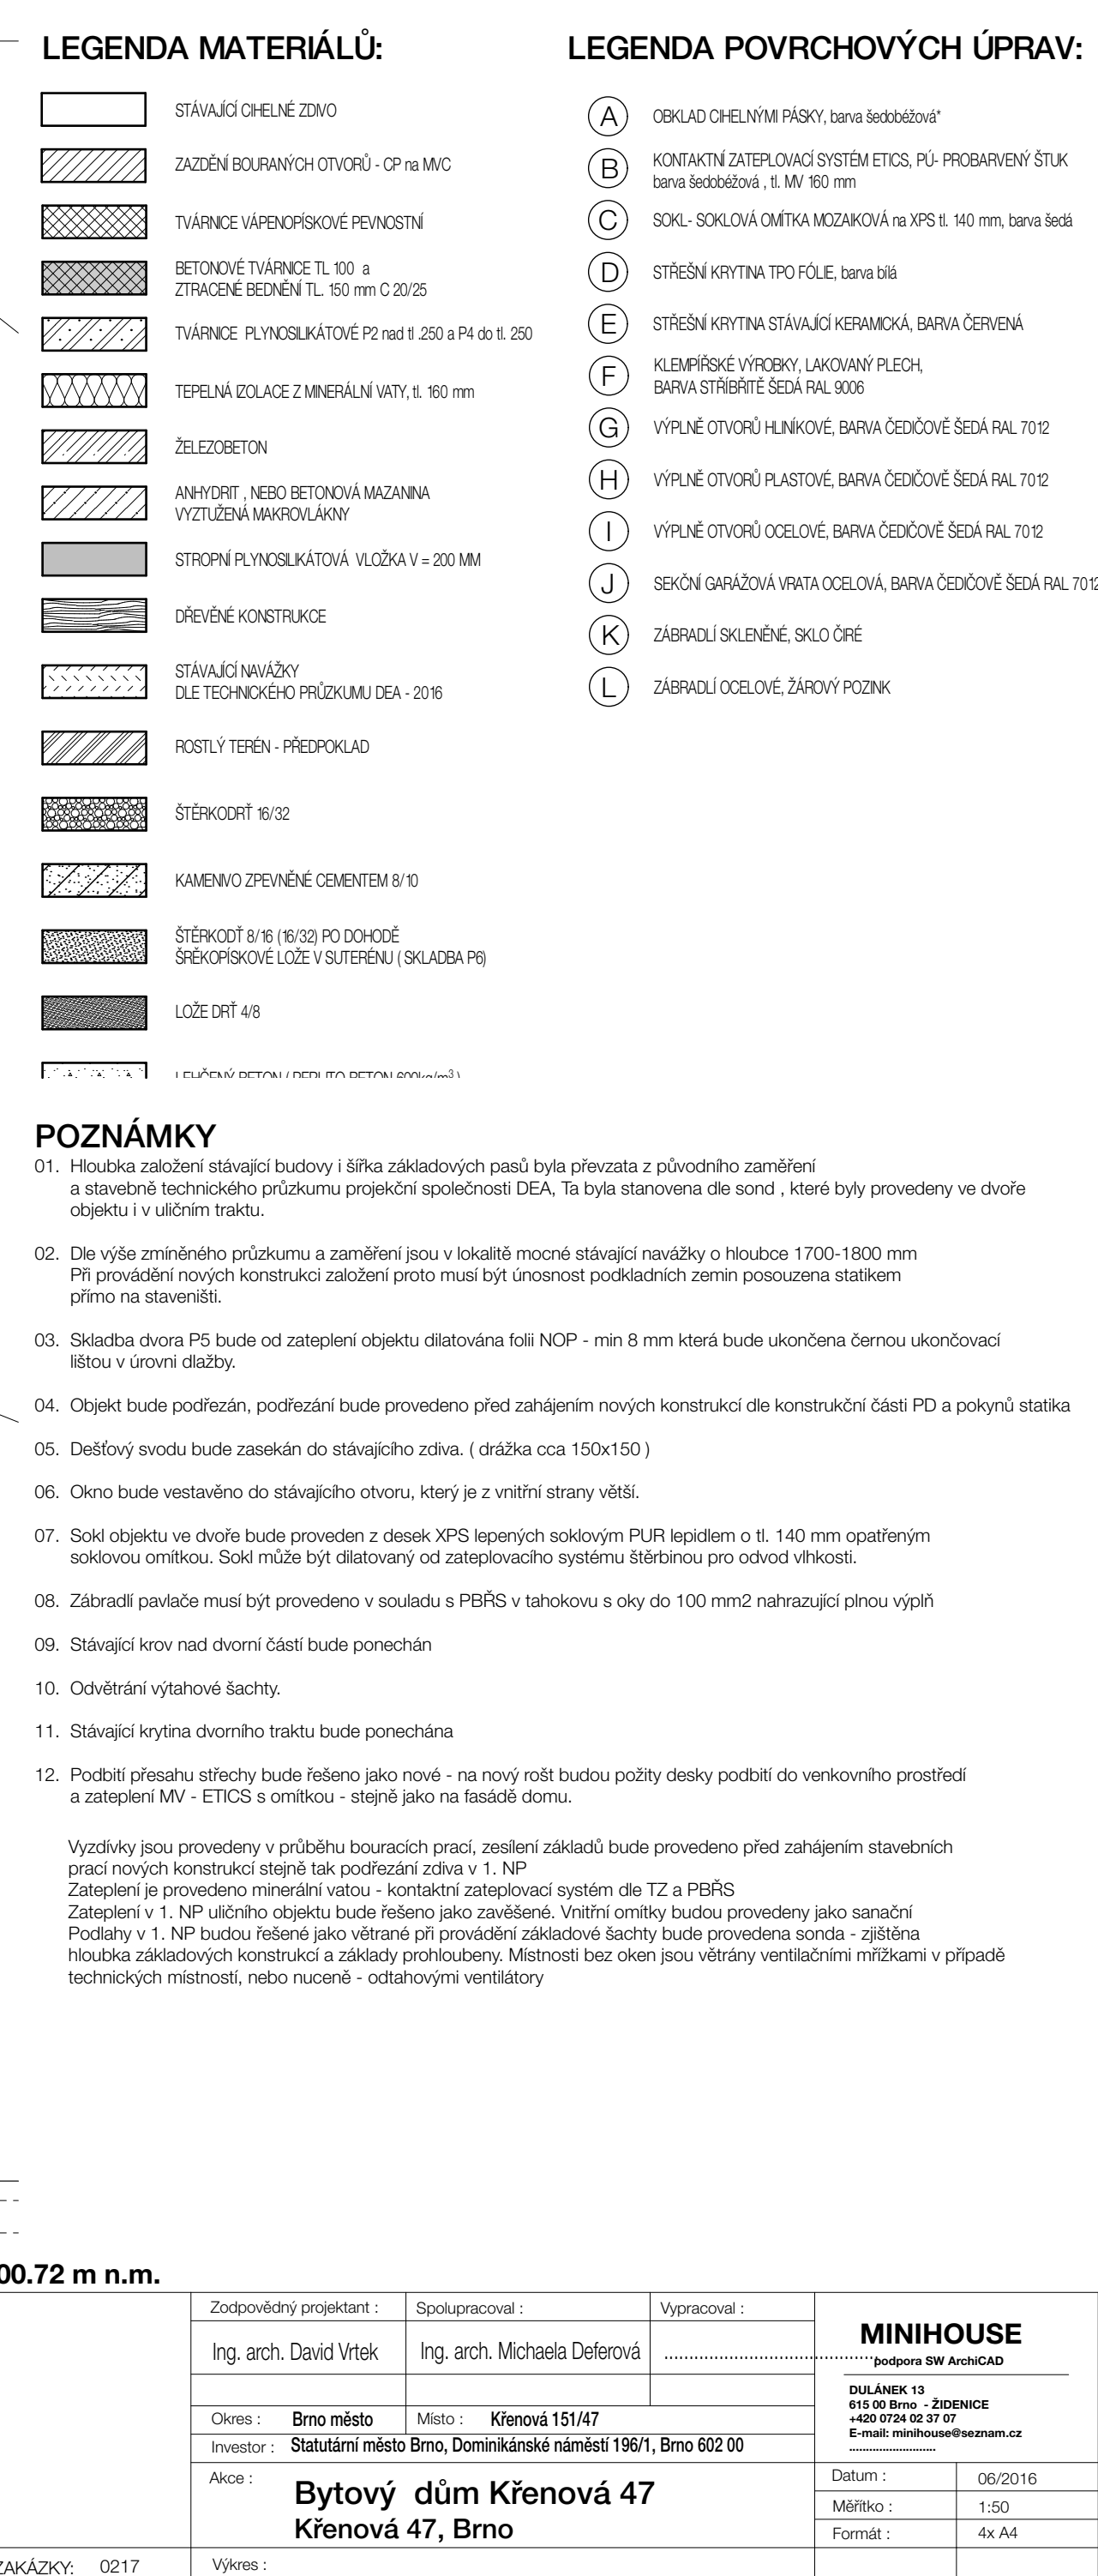 LEGENDA MATERIÁLŮ:
STÁVAJÍCÍ CIHELNÉ ZDIVO
ZAZDĚNÍ BOURANÝCH OTVORŮ - CP na MVC
TVÁRNICE VÁPENOPÍSKOVÉ PEVNOSTNÍ
BETONOVÉ TVÁRNICE TL 100 a
ZTRACENÉ BEDNĚNÍ TL. 150 mm C 20/25
TVÁRNICE PLYNOSILIKÁTOVÉ P2 nad tl .250 a P4 do tl. 250
TEPELNÁ IZOLACE Z MINERÁLNÍ VATY, tl. 160 mm
ŽELEZOBETON
ANHYDRIT , NEBO BETONOVÁ MAZANINA
VYZTUŽENÁ MAKROVLÁKNY
STROPNÍ PLYNOSILIKÁTOVÁ VLOŽKA V = 200 MM
DŘEVĚNÉ KONSTRUKCE
STÁVAJÍCÍ NAVÁŽKY
DLE TECHNICKÉHO PRŮZKUMU DEA - 2016
ROSTLÝ TERÉN - PŘEDPOKLAD
ŠTĚRKODRŤ 16/32
KAMENIVO ZPEVNĚNÉ CEMENTEM 8/10
ŠTĚRKODŤ 8/16 (16/32) PO DOHODĚ
ŠRĚKOPÍSKOVÉ LOŽE V SUTERÉNU ( SKLADBA P6)
LOŽE DRŤ 4/8
LEHČENÝ BETON ( PERLITO BETON 600kg/m³ )
LEGENDA POVRCHOVÝCH ÚPRAV:
A OBKLAD CIHELNÝMI PÁSKY, barva šedobéžová*
B KONTAKTNÍ ZATEPLOVACÍ SYSTÉM ETICS, PÚ- PROBARVENÝ ŠTUK
barva šedobéžová , tl. MV 160 mm
C SOKL- SOKLOVÁ OMÍTKA MOZAIKOVÁ na XPS tl. 140 mm, barva šedá
D STŘEŠNÍ KRYTINA TPO FÓLIE, barva bílá
E STŘEŠNÍ KRYTINA STÁVAJÍCÍ KERAMICKÁ, BARVA ČERVENÁ
F KLEMPÍŘSKÉ VÝROBKY, LAKOVANÝ PLECH,
BARVA STŘÍBŘITĚ ŠEDÁ RAL 9006
G VÝPLNĚ OTVORŮ HLINÍKOVÉ, BARVA ČEDIČOVĚ ŠEDÁ RAL 7012
H VÝPLNĚ OTVORŮ PLASTOVÉ, BARVA ČEDIČOVĚ ŠEDÁ RAL 7012
I VÝPLNĚ OTVORŮ OCELOVÉ, BARVA ČEDIČOVĚ ŠEDÁ RAL 7012
J SEKČNÍ GARÁŽOVÁ VRATA OCELOVÁ, BARVA ČEDIČOVĚ ŠEDÁ RAL 7012
K ZÁBRADLÍ SKLENĚNÉ, SKLO ČIRÉ
L ZÁBRADLÍ OCELOVÉ, ŽÁROVÝ POZINK
POZNÁMKY
01. Hloubka založení stávající budovy i šířka základových pasů byla převzata z původního zaměření
a stavebně technického průzkumu projekční společnosti DEA, Ta byla stanovena dle sond , které byly provedeny ve dvoře
objektu i v uličním traktu.
02. Dle výše zmíněného průzkumu a zaměření jsou v lokalitě mocné stávající navážky o hloubce 1700-1800 mm
Při provádění nových konstrukci založení proto musí být únosnost podkladních zemin posouzena statikem
přímo na staveništi.
03. Skladba dvora P5 bude od zateplení objektu dilatována folii NOP - min 8 mm která bude ukončena černou ukončovací
lištou v úrovni dlažby.
04. Objekt bude podřezán, podřezání bude provedeno před zahájením nových konstrukcí dle konstrukční části PD a pokynů statika
05. Dešťový svodu bude zasekán do stávajícího zdiva. ( drážka cca 150x150 )
06. Okno bude vestavěno do stávajícího otvoru, který je z vnitřní strany větší.
07. Sokl objektu ve dvoře bude proveden z desek XPS lepených soklovým PUR lepidlem o tl. 140 mm opatřeným
soklovou omítkou. Sokl může být dilatovaný od zateplovacího systému štěrbinou pro odvod vlhkosti.
08. Zábradlí pavlače musí být provedeno v souladu s PBŘS v tahokovu s oky do 100 mm2 nahrazující plnou výplň
09. Stávající krov nad dvorní částí bude ponechán
10. Odvětrání výtahové šachty.
11. Stávající krytina dvorního traktu bude ponechána
12. Podbití přesahu střechy bude řešeno jako nové - na nový rošt budou požity desky podbití do venkovního prostředí
a zateplení MV - ETICS s omítkou - stejně jako na fasádě domu.
Vyzdívky jsou provedeny v průběhu bouracích prací, zesílení základů bude provedeno před zahájením stavebních
prací nových konstrukcí stejně tak podřezání zdiva v 1. NP
Zateplení je provedeno minerální vatou - kontaktní zateplovací systém dle TZ a PBŘS
Zateplení v 1. NP uličního objektu bude řešeno jako zavěšené. Vnitřní omítky budou provedeny jako sanační
Podlahy v 1. NP budou řešené jako větrané při provádění základové šachty bude provedena sonda - zjištěna
hloubka základových konstrukcí a základy prohloubeny. Místnosti bez oken jsou větrány ventilačními mřížkami v případě
technických místností, nebo nuceně - odtahovými ventilátory
00.72 m n.m.
Zodpovědný projektant : Spolupracoval : Vypracoval :
Ing. arch. David Vrtek Ing. arch. Michaela Deferová ..........................................
Okres : Brno město Místo : Křenová 151/47
Investor : Statutární město Brno, Dominikánské náměstí 196/1, Brno 602 00
Akce : Bytový dům Křenová 47
Křenová 47, Brno
MINIHOUSE
podpora SW ArchiCAD
DULÁNEK 13
615 00 Brno - ŽIDENICE
+420 0724 02 37 07
E-mail: minihouse@seznam.cz
..........................
Datum : 06/2016
Měřítko : 1:50
Formát : 4x A4
ZAKÁZKY: 0217
Výkres :